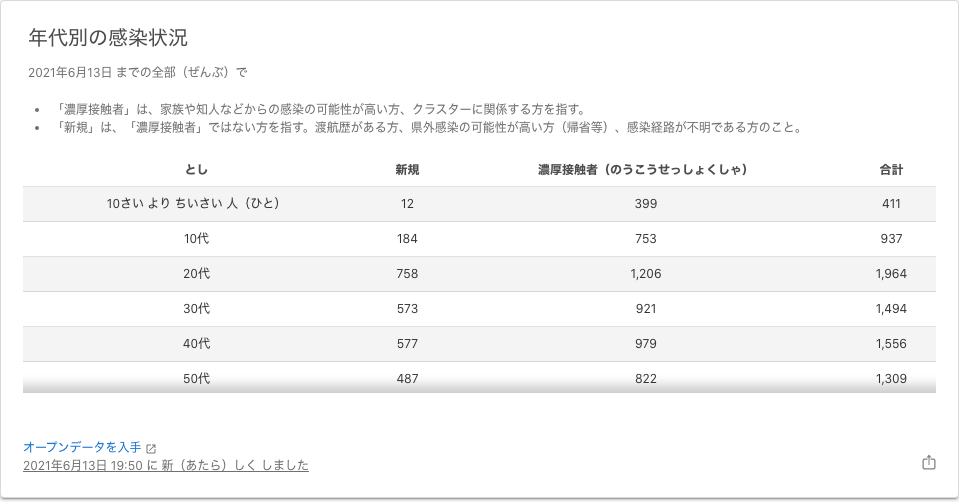 年代別の感染状況
2021年6月13日 までの全部（ぜんぶ）で
• 「濃厚接触者」は、家族や知人などからの感染の可能性が高い方、クラスターに関係する方を指す。
• 「新規」は、「濃厚接触者」ではない方を指す。渡航歴がある方、県外感染の可能性が高い方（帰省等）、感染経路が不明である方のこと。
とし 新規 濃厚接触者（のうこうせっしょくしゃ） 合計
10さい より ちいさい 人（ひと） 12 399 411
10代 184 753 937
20代 758 1,206 1,964
30代 573 921 1,494
40代 577 979 1,556
50代 487 822 1,309
オープンデータを入手
2021年6月13日 19:50 に 新（あたら）しく しました